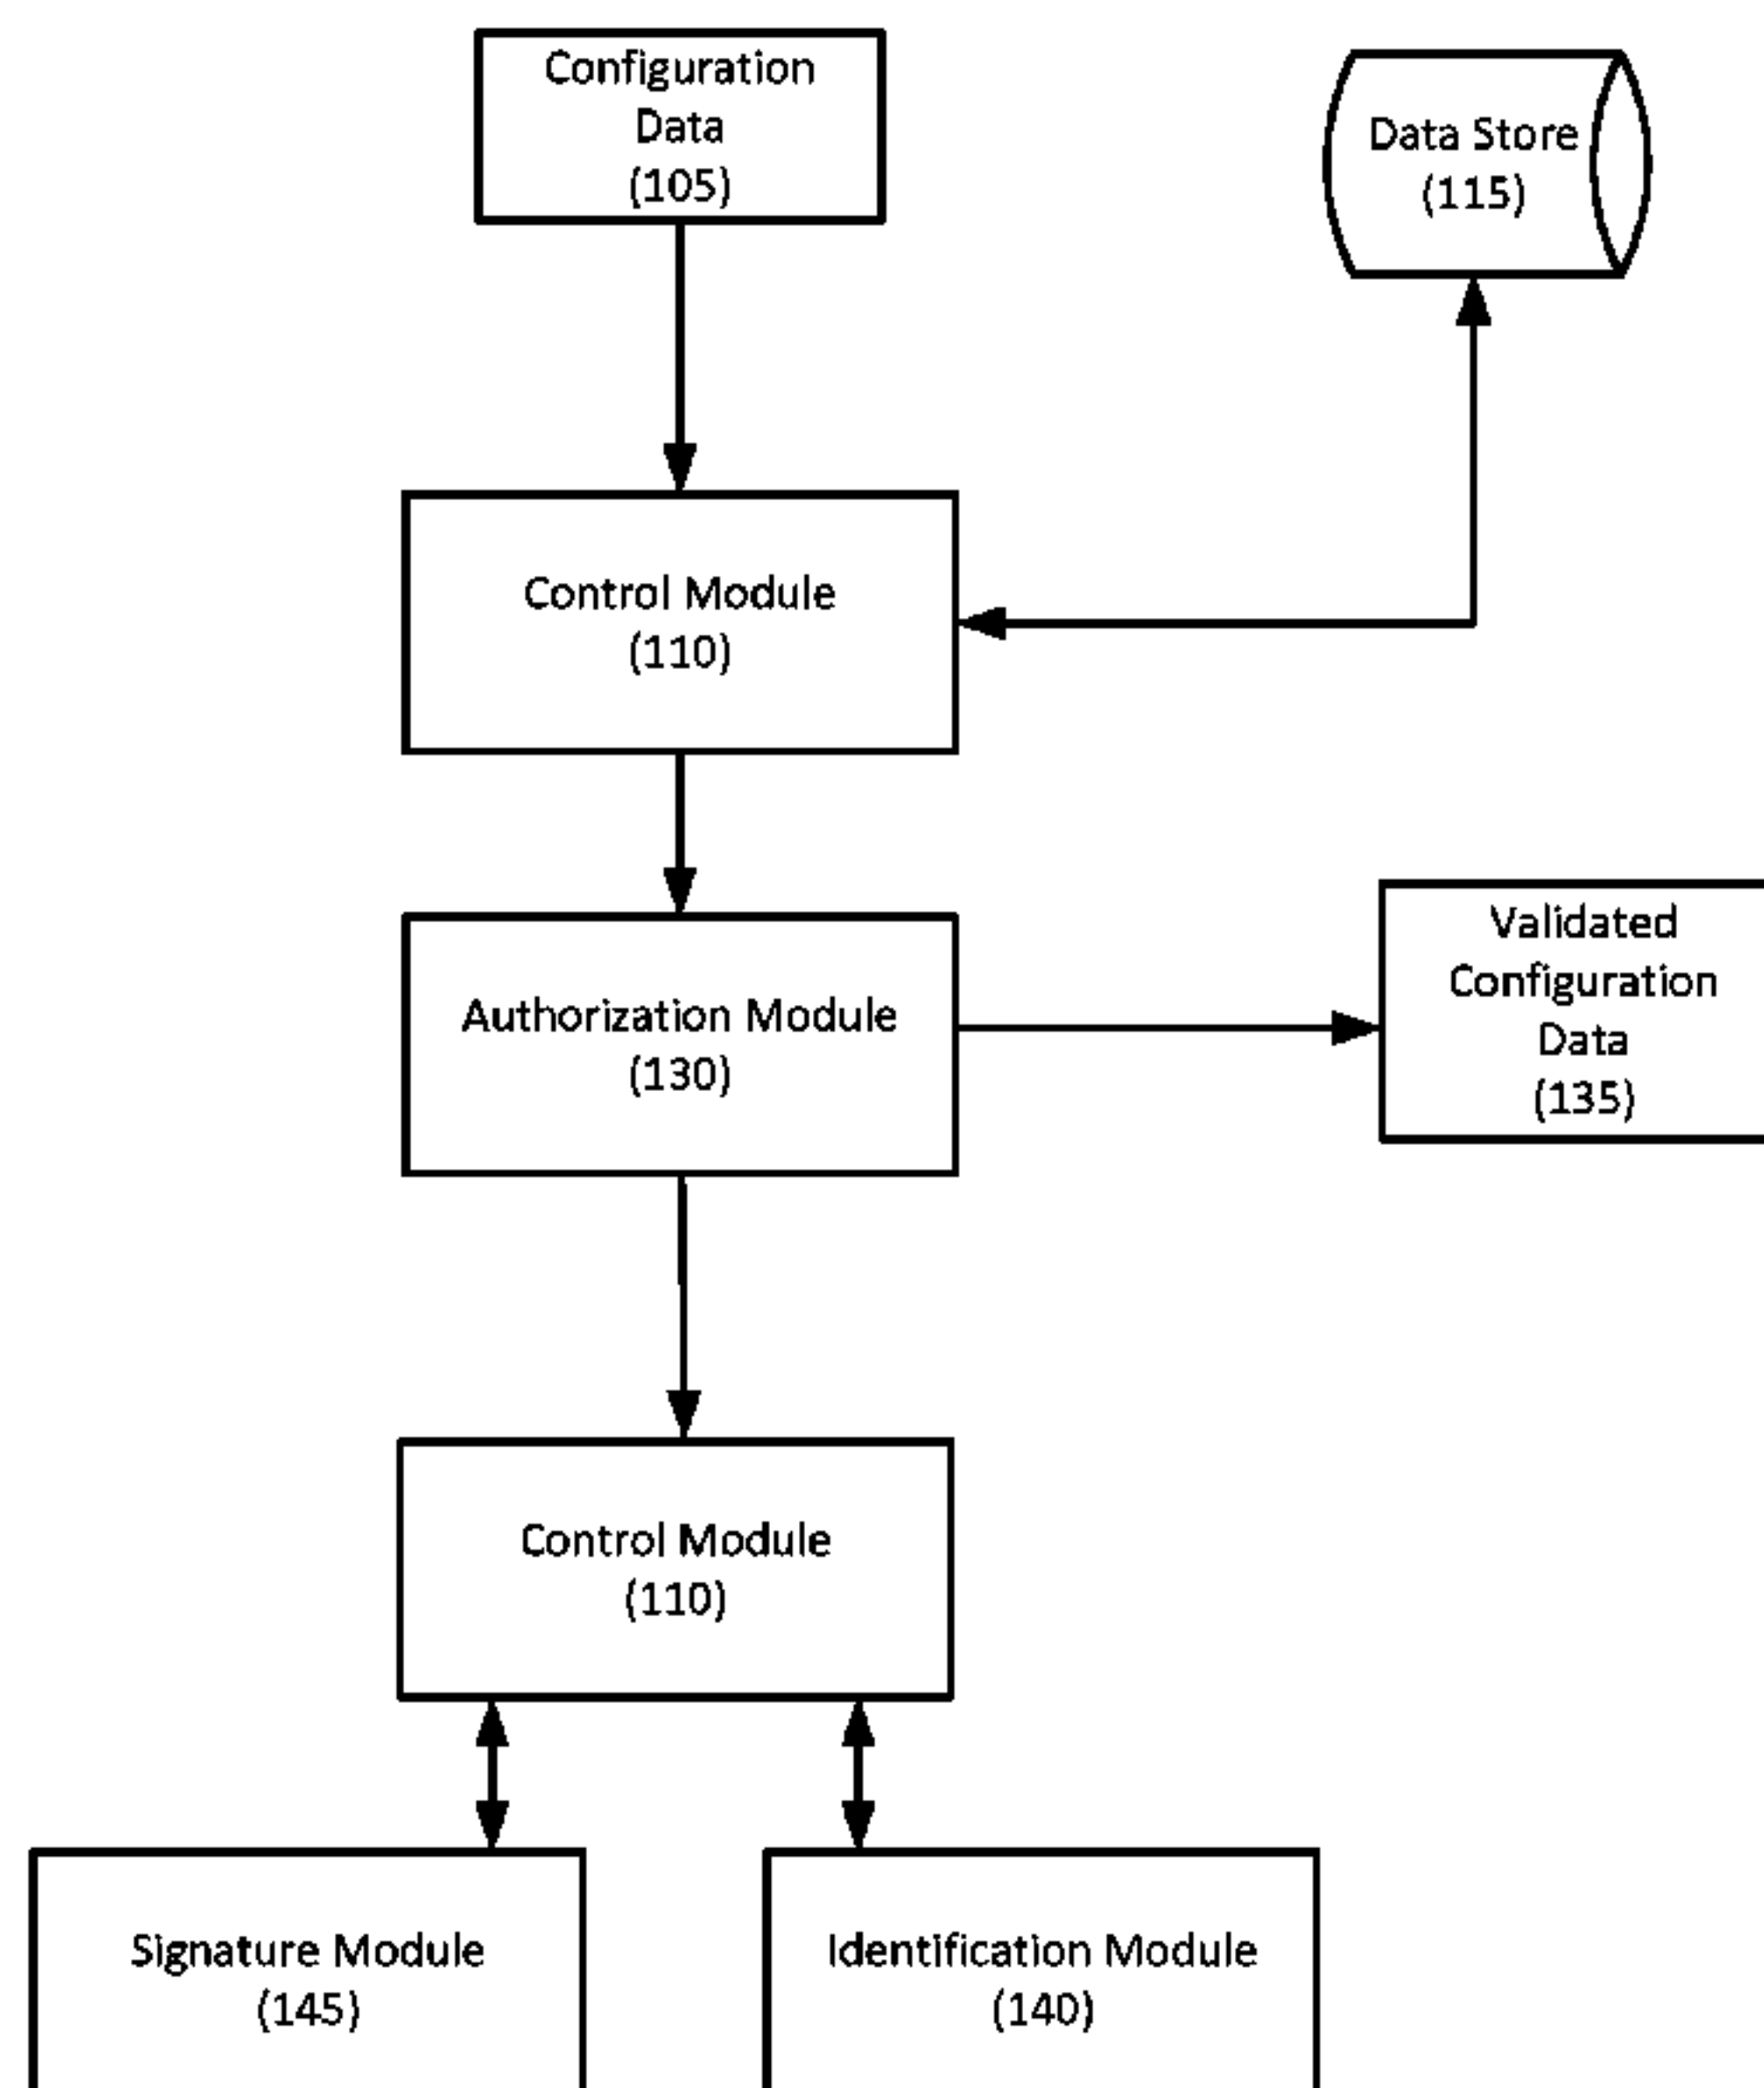 Configuration
Data
(105)
Data Store
(115)
Control Module
(110)
Authorization Module
(130)
Validated
Configuration
Data
(135)
Control Module
(110)
Signature Module
(145)
Identification Module
(140)